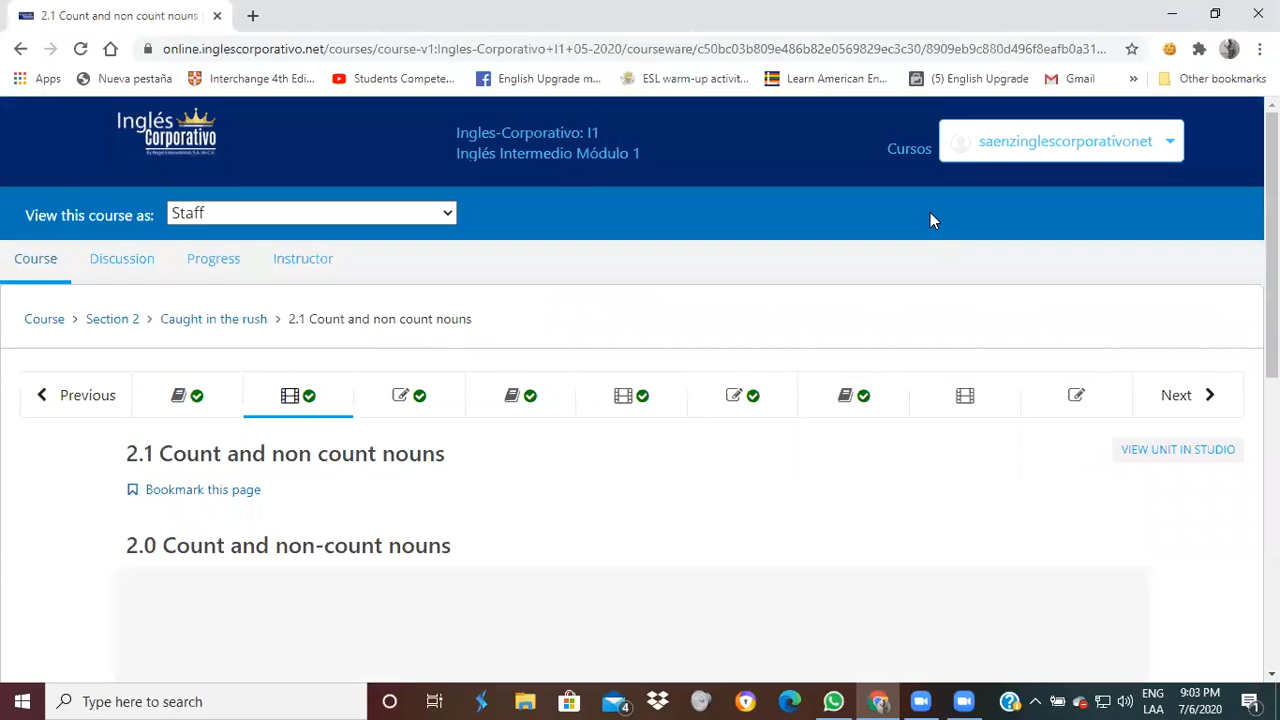 2.1 Count and non count nouns
online.inglescorporativo.net/courses/course-v1:Ingles-Corporativo+I1+05-2020/courseware/c50bc03b809e486b82e0569829ec3c30/8909eb9c880d496f8eafb0a31...
Apps
Nueva pestaña
Interchange 4th Edi...
Students Compete...
English Upgrade m...
ESL warm-up activit...
Learn American En...
(5) English Upgrade
Gmail
»
Other bookmarks
Inglés
Corporativo
Ingles-Corporativo: I1
Inglés Intermedio Módulo 1
Cursos
saenzinglescorporativonet
View this course as:
Staff
Course
Discussion
Progress
Instructor
Course > Section 2 > Caught in the rush > 2.1 Count and non count nouns
Previous
Next
2.1 Count and non count nouns
VIEW UNIT IN STUDIO
Bookmark this page
2.0 Count and non-count nouns
Type here to search
4
ENG
LAA
9:03 PM
7/6/2020
1